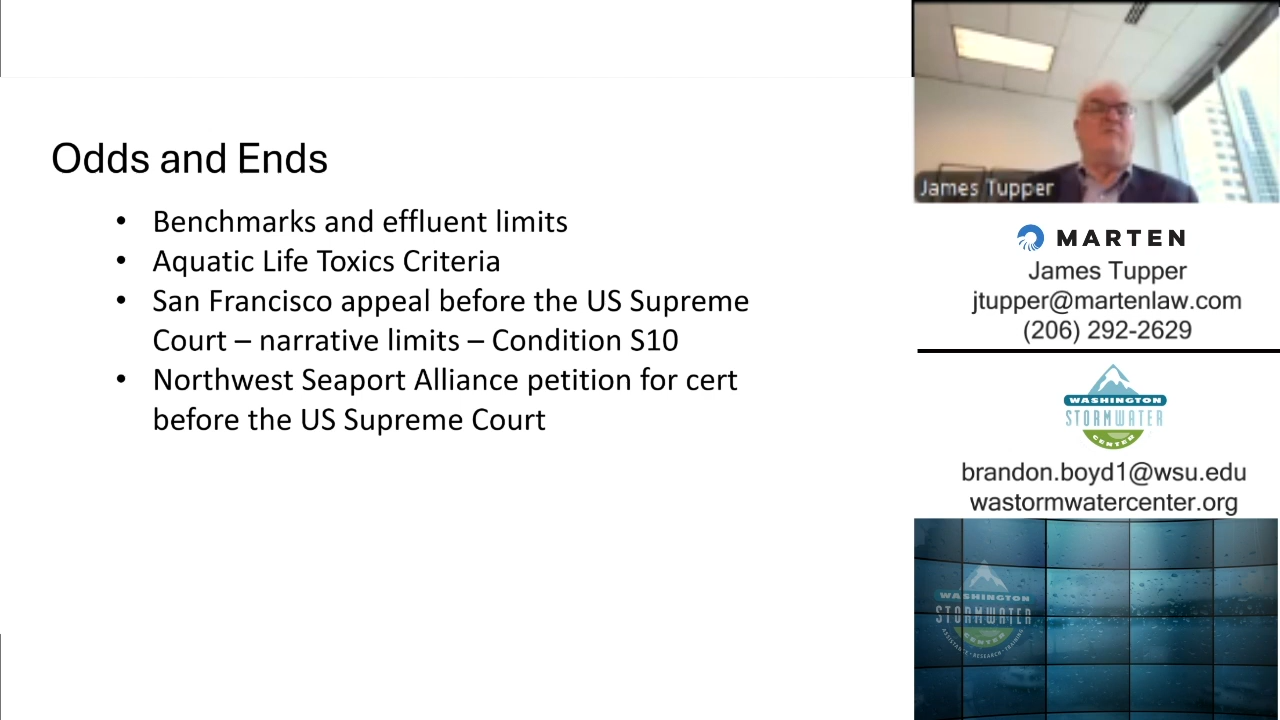 Odds and Ends
• Benchmarks and effluent limits
• Aquatic Life Toxics Criteria
• San Francisco appeal before the US Supreme
Court – narrative limits – Condition S10
• Northwest Seaport Alliance petition for cert
before the US Supreme Court
James Tupper
MARTEN
James Tupper
jtupper@martenlaw.com
(206) 292-2629
WASHINGTON
STORMWATER
CENTER
brandon.boyd1@wsu.edu
wastormwatercenter.org
WASHINGTON
STORMWATER
CENTER
ASSISTANCE • RESEARCH • TRAINING